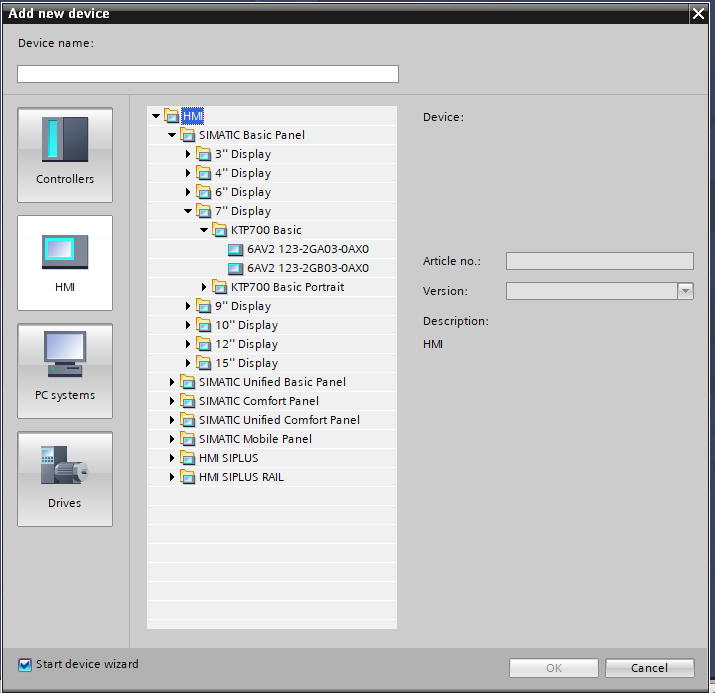 Add new device
Device name:
Controllers
HMI
PC systems
Drives
HMI
SIMATIC Basic Panel
3'' Display
4'' Display
6'' Display
7'' Display
KTP700 Basic
6AV2 123-2GA03-0AX0
6AV2 123-2GB03-0AX0
KTP700 Basic Portrait
9'' Display
10'' Display
12'' Display
15'' Display
SIMATIC Unified Basic Panel
SIMATIC Comfort Panel
SIMATIC Unified Comfort Panel
SIMATIC Mobile Panel
HMI SIPLUS
HMI SIPLUS RAIL
Device:
Article no.:
Version:
Description:
HMI
Start device wizard
OK
Cancel